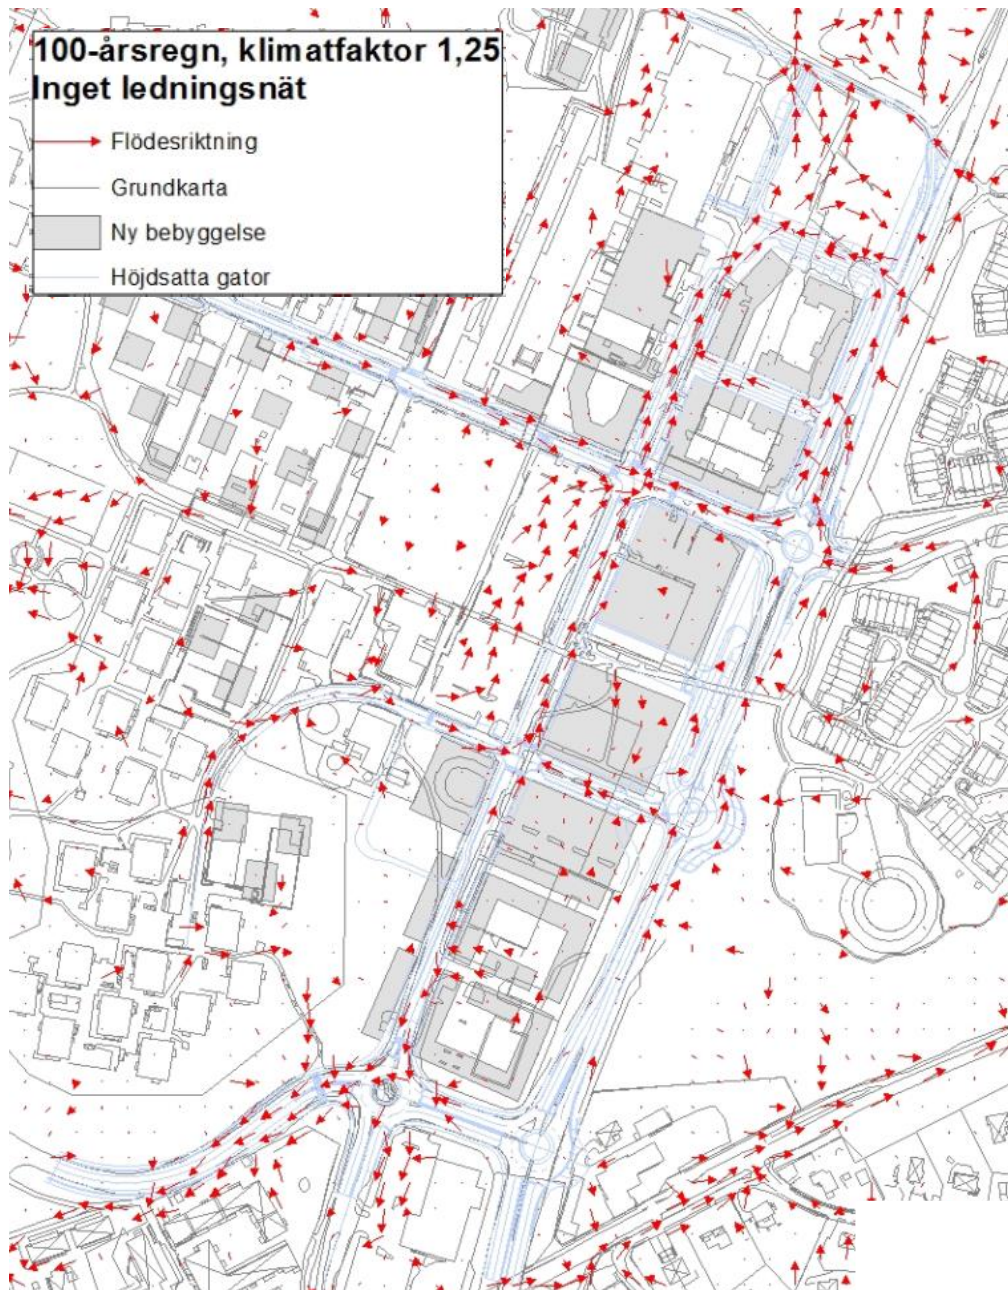 100-årsregn, klimatfaktor 1,25
Inget ledningsnät
Flödesriktning
Grundkarta
Ny bebyggelse
Höjdsatta gator